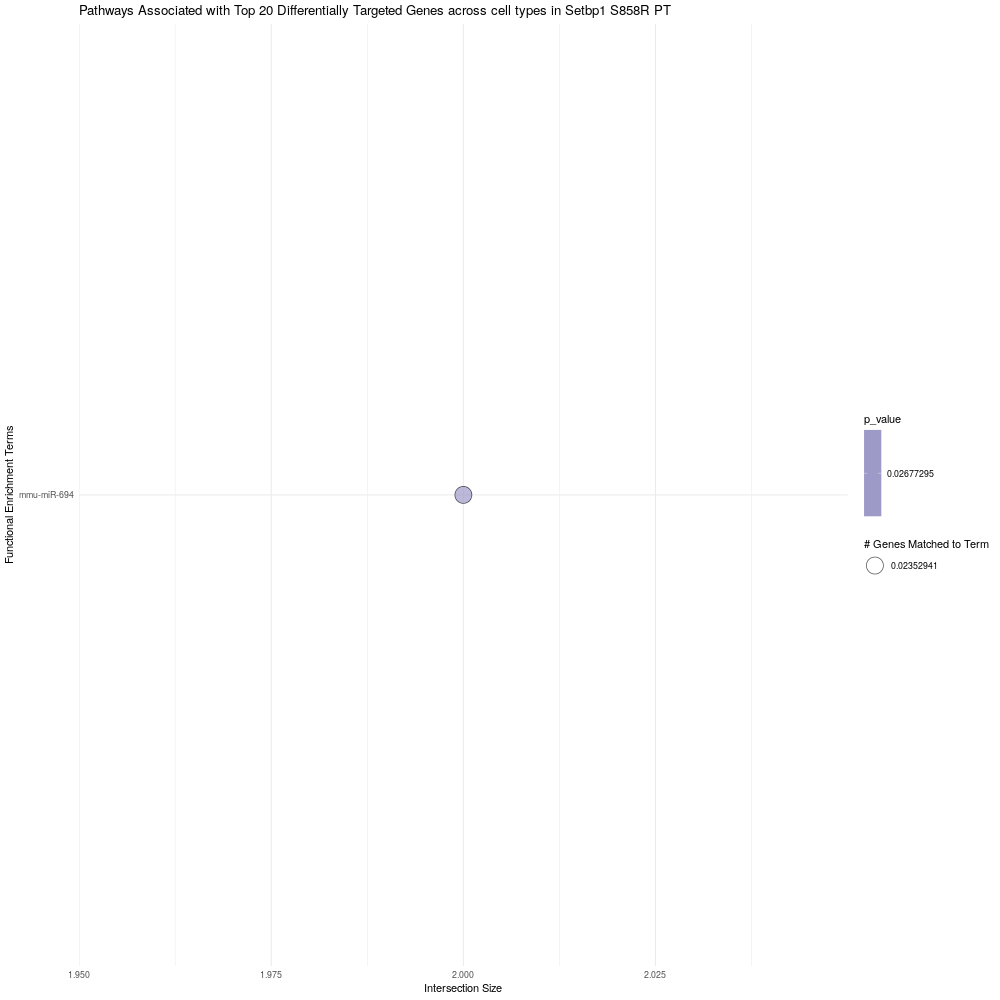 Pathways Associated with Top 20 Differentially Targeted Genes across cell types in Setbp1 S858R PT
Functional Enrichment Terms
mmu-miR-694
p_value
0.02677295
# Genes Matched to Term
0.02352941
1.950
1.975
2.000
2.025
Intersection Size